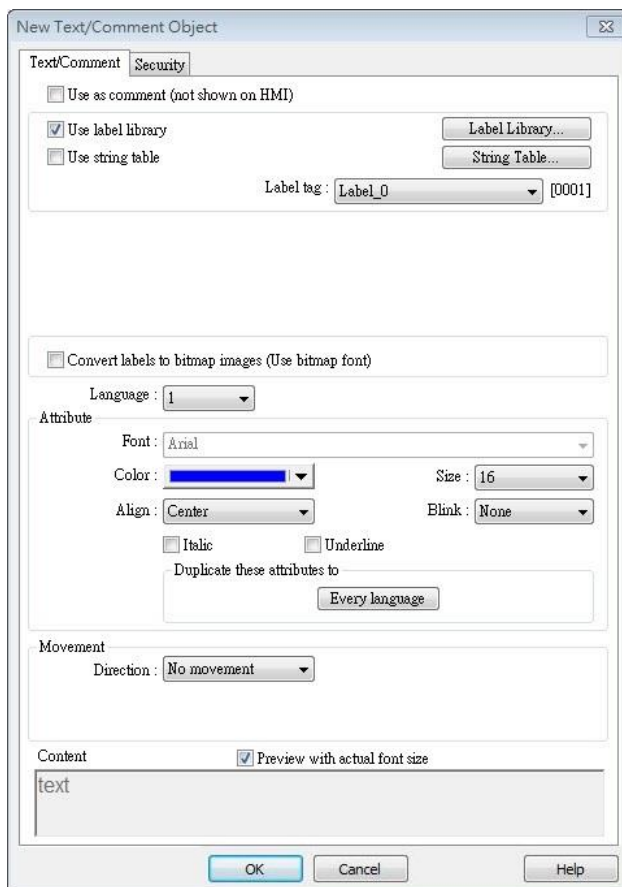 New Text/Comment Object
Text/Comment Security
Use as comment (not shown on HMI)
Use label library Label Library...
Use string table String Table...
Label tag : Label_0 [0001]
Convert labels to bitmap images (Use bitmap font)
Language : 1
Attribute
Font : Arial
Color : Size : 16
Align : Center Blink : None
Italic Underline
Duplicate these attributes to
Every language
Movement
Direction : No movement
Content Preview with actual font size
text
OK Cancel Help